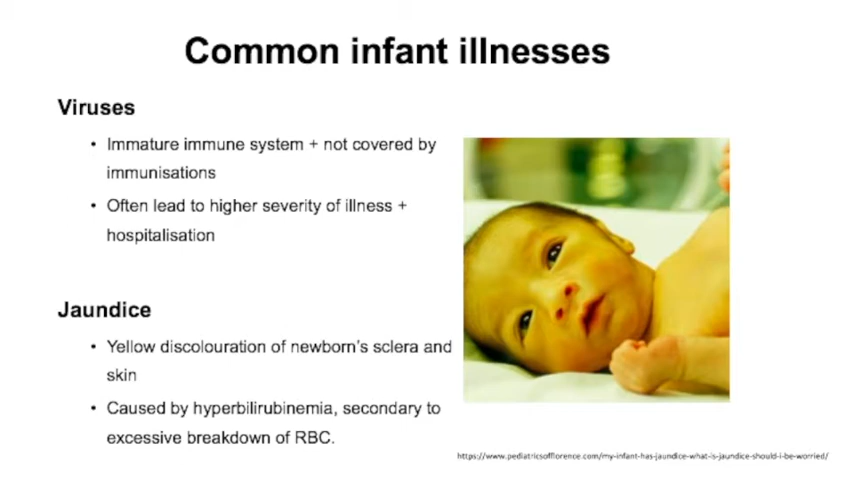 Common infant illnesses
Viruses
• Immature immune system + not covered by
immunisations
• Often lead to higher severity of illness +
hospitalisation
Jaundice
• Yellow discolouration of newborn's sclera and
skin
• Caused by hyperbilirubinemia, secondary to
excessive breakdown of RBC.
https://www.pediatricsofflorence.com/my-infant-has-jaundice-what-is-jaundice-should-i-be-worried/